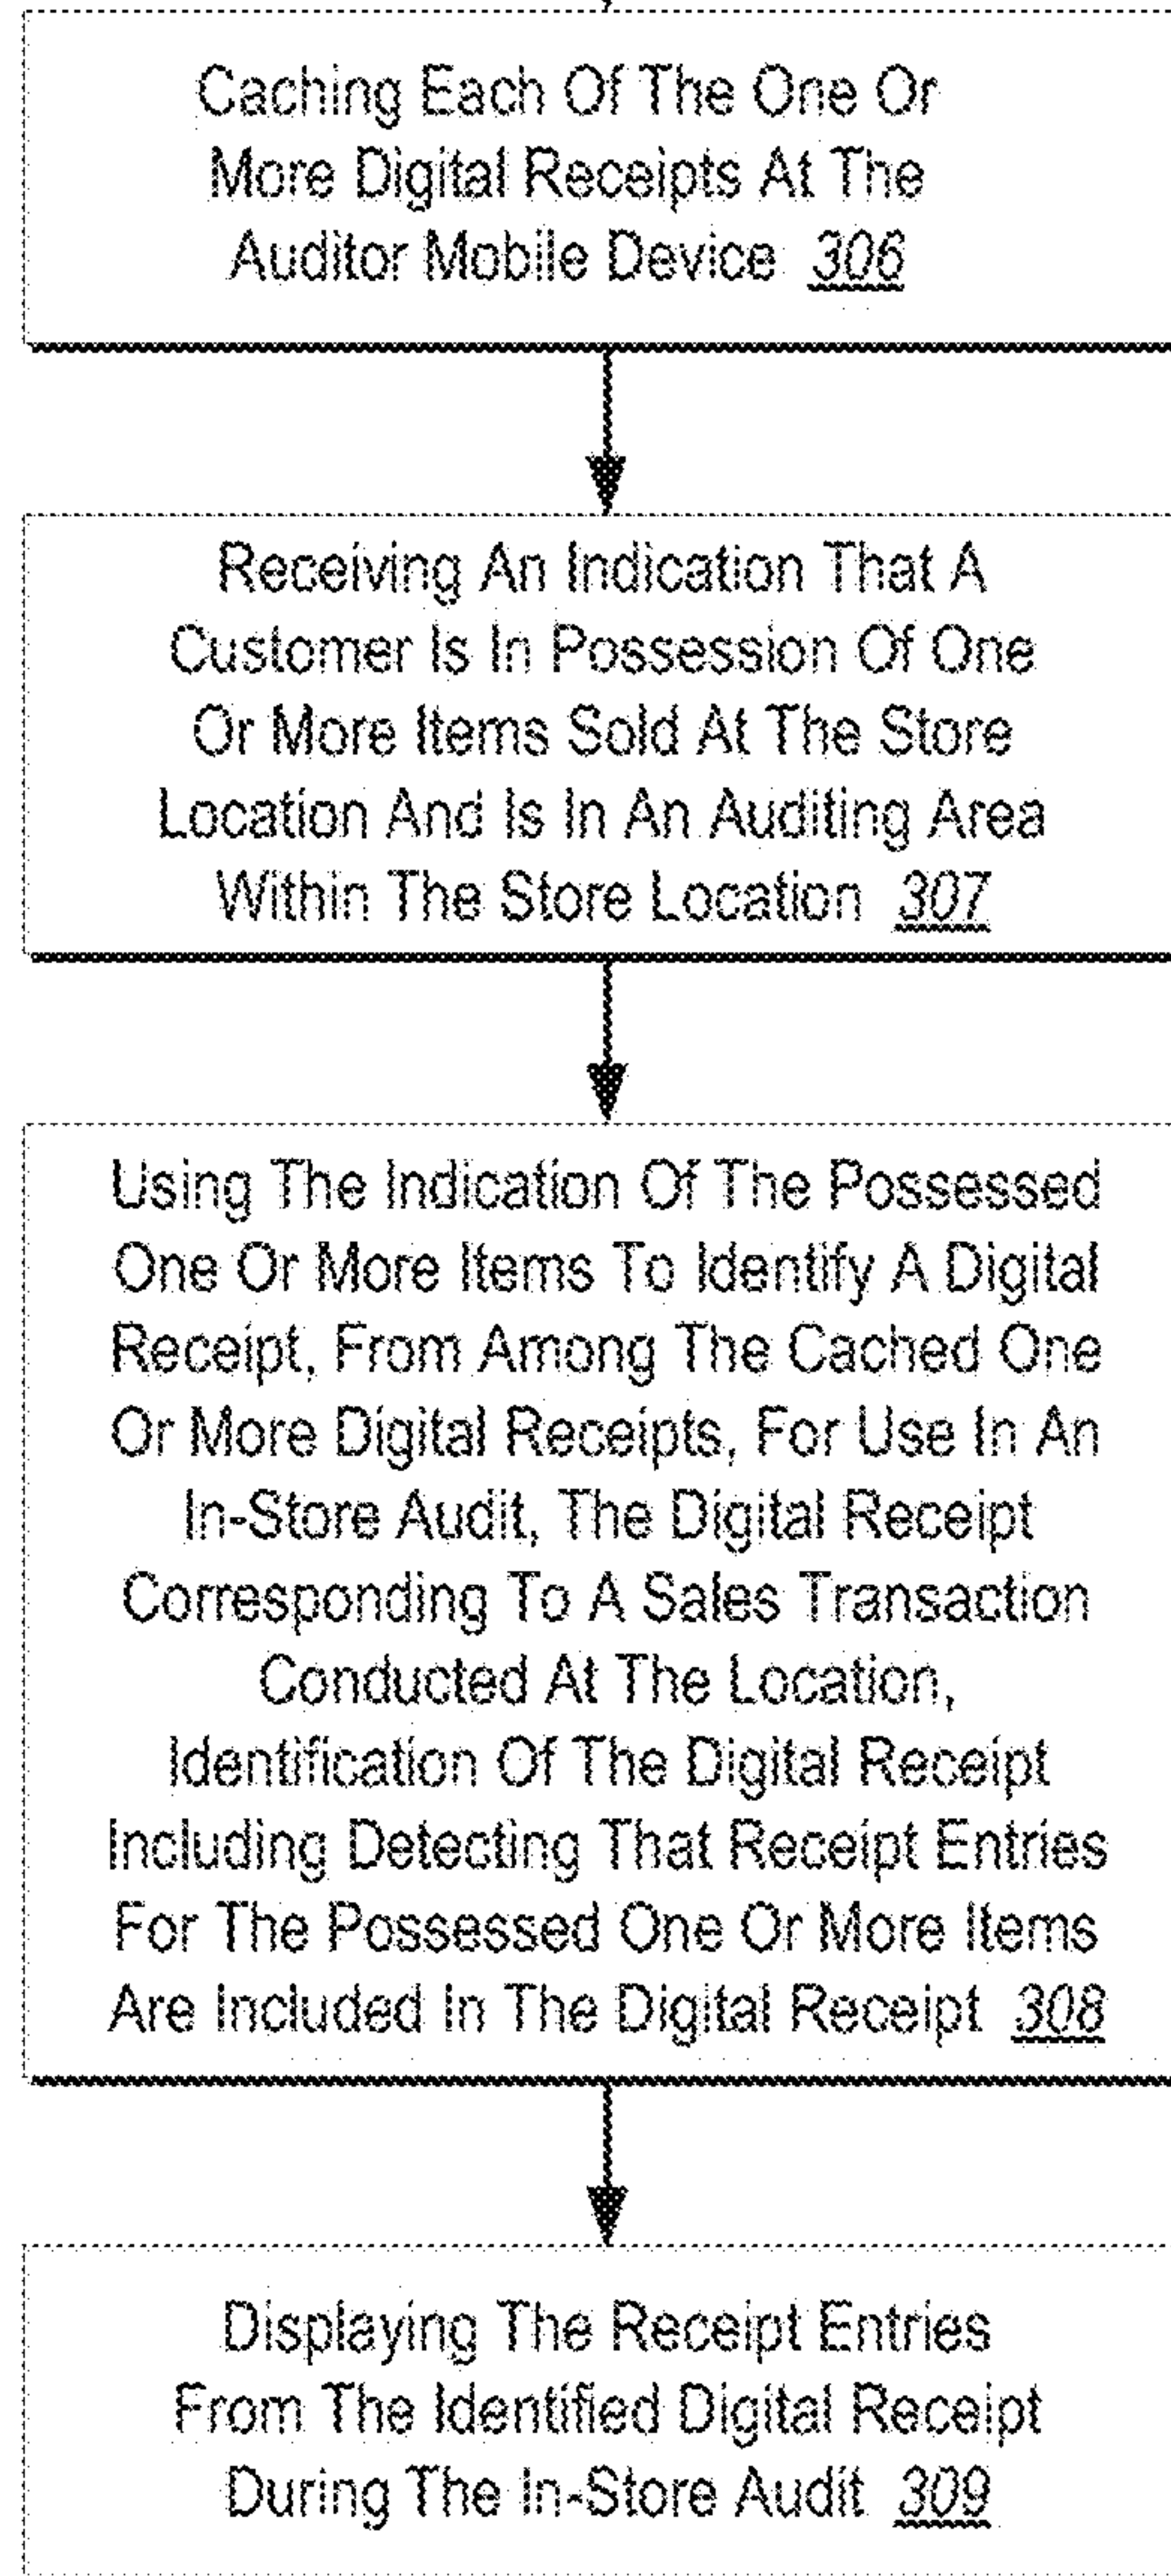 Caching Each Of The One Or
More Digital Receipts At The
Auditor Mobile Device 306
Receiving An Indication That A
Customer Is In Possession Of One
Or More Items Sold At The Store
Location And Is In An Auditing Area
Within The Store Location 307
Using The Indication Of The Possessed
One Or More Items To Identify A Digital
Receipt, From Among The Cached One
Or More Digital Receipts, For Use In An
In-Store Audit, The Digital Receipt
Corresponding To A Sales Transaction
Conducted At The Location,
Identification Of The Digital Receipt
Including Detecting That Receipt Entries
For The Possessed One Or More Items
Are Included In The Digital Receipt 308
Displaying The Receipt Entries
From The Identified Digital Receipt
During The In-Store Audit 309